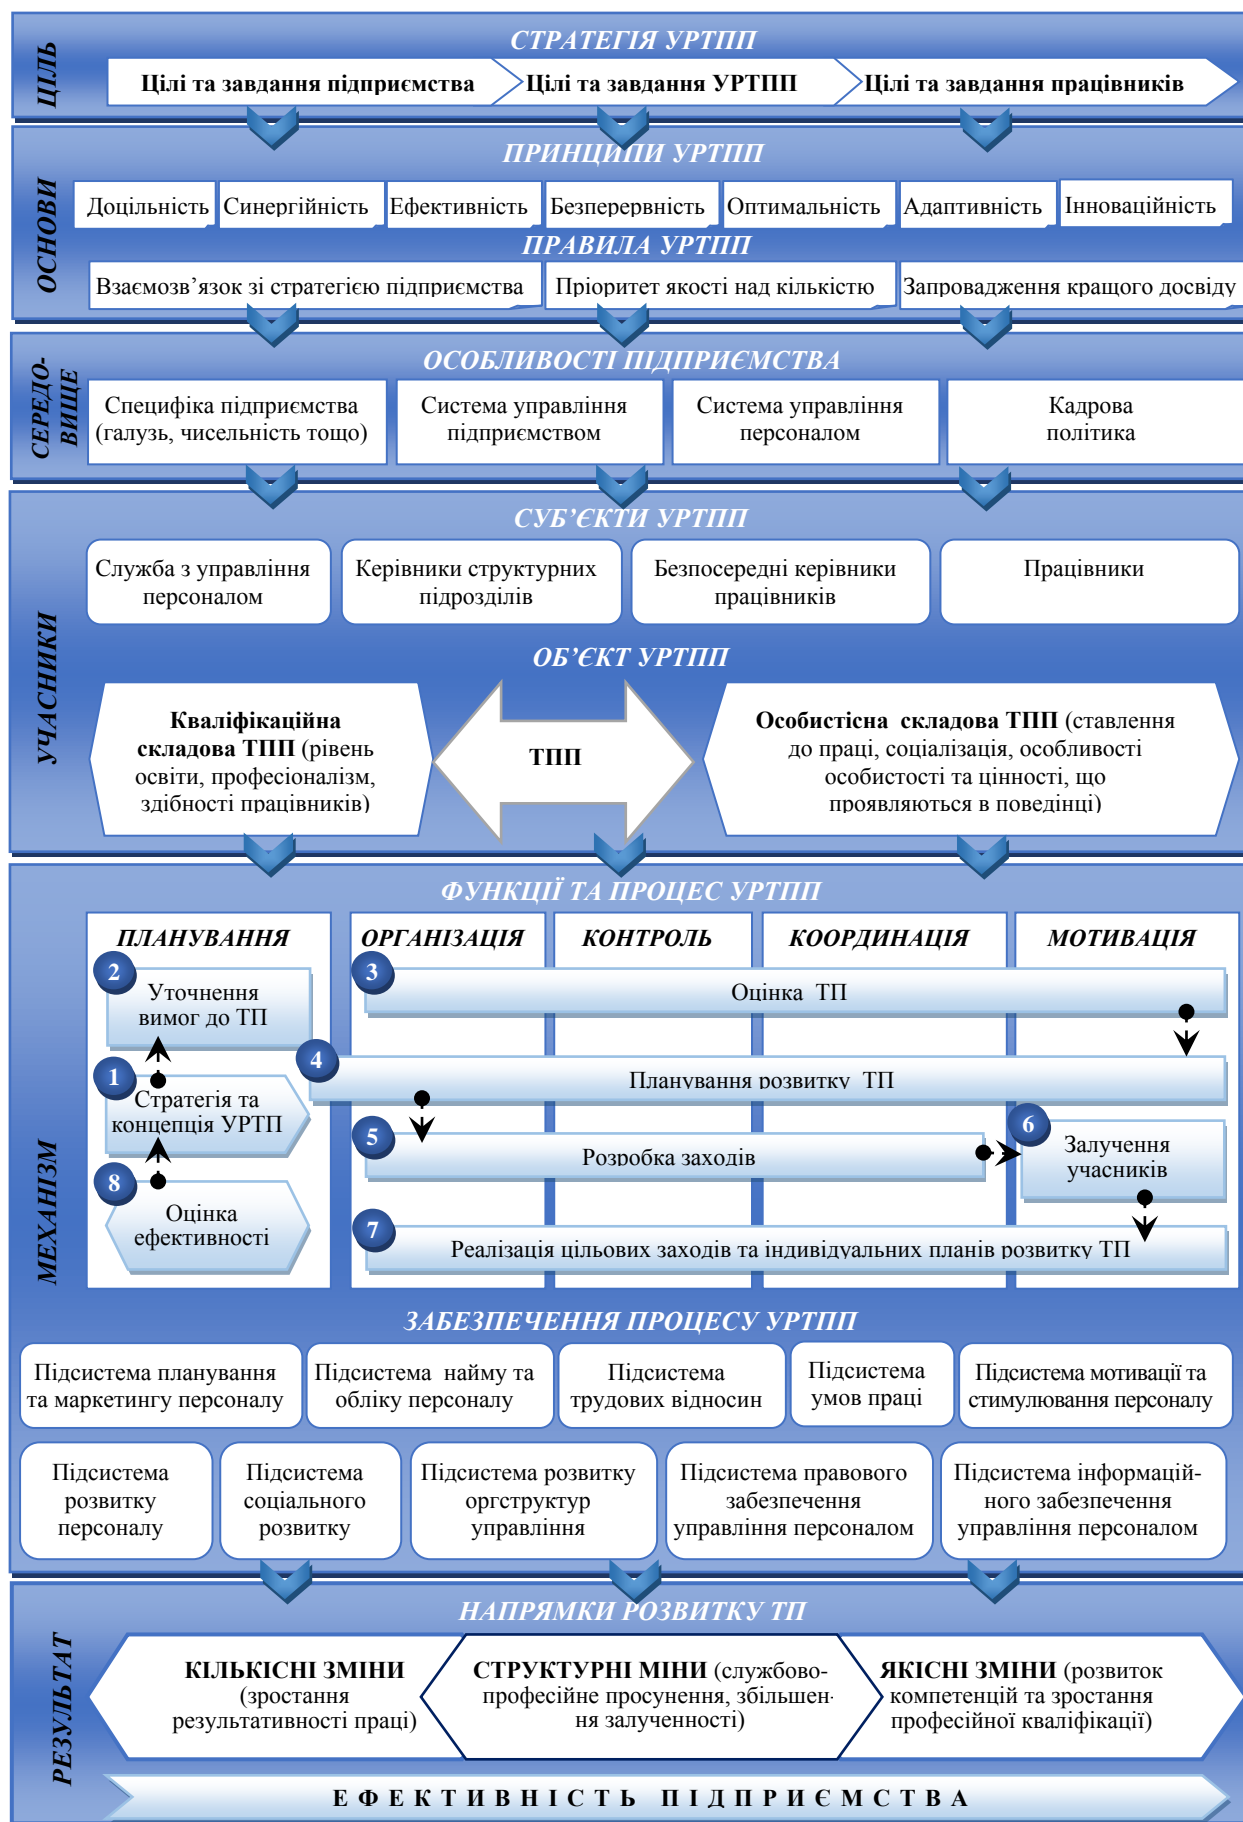 ЦІЛЬ
СТРАТЕГІЯ УРТПП
Цілі та завдання підприємства
Цілі та завдання УРТПП
Цілі та завдання працівників
ОСНОВИ
ПРИНЦИПИ УРТПП
Доцільність
Синергійність
Ефективність
Безперервність
Оптимальність
Адаптивність
Інноваційність
ПРАВИЛА УРТПП
Взаємозв’язок зі стратегією підприємства
Пріоритет якості над кількістю
Запровадження кращого досвіду
СЕРЕДО-
ВИЩЕ
ОСОБЛИВОСТІ ПІДПРИЄМСТВА
Специфіка підприємства
(галузь, чисельність тощо)
Система управління
підприємством
Система управління
персоналом
Кадрова
політика
УЧАСНИКИ
СУБ’ЄКТИ УРТПП
Служба з управління
персоналом
Керівники структурних
підрозділів
Безпосередні керівники
працівників
Працівники
ОБ’ЄКТ УРТПП
Кваліфікаційна
складова ТПП (рівень
освіти, професіоналізм,
здібності працівників)
ТПП
Особистісна складова ТПП (ставлення
до праці, соціалізація, особливості
особистості та цінності, що
проявляються в поведінці)
МЕХАНІЗМ
ФУНКЦІЇ ТА ПРОЦЕС УРТПП
ПЛАНУВАННЯ
ОРГАНІЗАЦІЯ
КОНТРОЛЬ
КООРДИНАЦІЯ
МОТИВАЦІЯ
2
Уточнення
вимог до ТП
3
Оцінка ТП
1
Стратегія та
концепція УРТП
4
Планування розвитку ТП
5
Розробка заходів
6
Залучення
учасників
8
Оцінка
ефективності
7
Реалізація цільових заходів та індивідуальних планів розвитку ТП
ЗАБЕЗПЕЧЕННЯ ПРОЦЕСУ УРТПП
Підсистема планування
та маркетингу персоналу
Підсистема найму та
обліку персоналу
Підсистема
трудових відносин
Підсистема
умов праці
Підсистема мотивації та
стимулювання персоналу
Підсистема
розвитку
персоналу
Підсистема
соціального
розвитку
Підсистема розвитку
оргструктур
управління
Підсистема правового
забезпечення
управління персоналом
Підсистема інформацій-
ного забезпечення
управління персоналом
РЕЗУЛЬТАТ
НАПРЯМКИ РОЗВИТКУ ТП
КІЛЬКІСНІ ЗМІНИ
(зростання
результативності праці)
СТРУКТУРНІ МІНИ (службово-
професійне просунення, збільшен-
ня залученності)
ЯКІСНІ ЗМІНИ (розвиток
компетенцій та зростання
професійної кваліфікації)
ЕФЕКТИВНІСТЬ ПІДПРИЄМСТВА